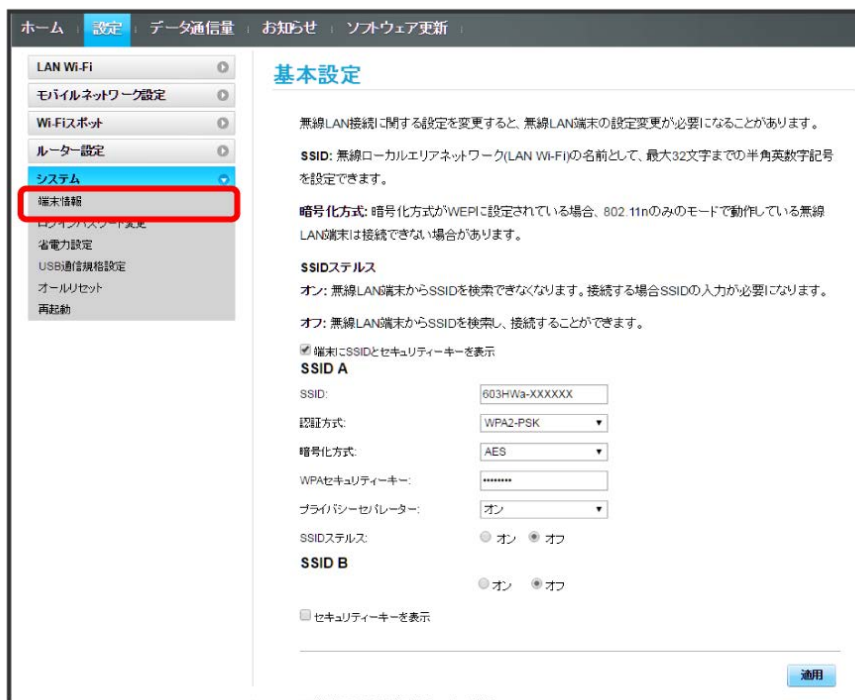 ホーム 設定 データ通信量 お知らせ ソフトウェア更新
LAN Wi-Fi
モバイルネットワーク設定
Wi-Fiスポット
ルーター設定
システム
端末情報
ログインパスワード変更
省電力設定
USB通信規格設定
オールリセット
再起動
基本設定
無線LAN接続に関する設定を変更すると、無線LAN端末の設定変更が必要になることがあります。
SSID: 無線ローカルエリアネットワーク(LAN Wi-Fi)の名前として、最大32文字までの半角英数字記号
を設定できます。
暗号化方式: 暗号化方式がWEPに設定されている場合、802.11nのみのモードで動作している無線
LAN端末は接続できない場合があります。
SSIDステルス
オン: 無線LAN端末からSSIDを検索できなくなります。接続する場合SSIDの入力が必要になります。
オフ: 無線LAN端末からSSIDを検索し、接続することができます。
端末にSSIDとセキュリティーキーを表示
SSID A
SSID: 603HWa-XXXXXX
認証方式: WPA2-PSK
暗号化方式: AES
WPAセキュリティーキー: ••••••••
プライバシーセパレーター: オン
SSIDステルス: オン オフ
SSID B
オン オフ
セキュリティーキーを表示
適用